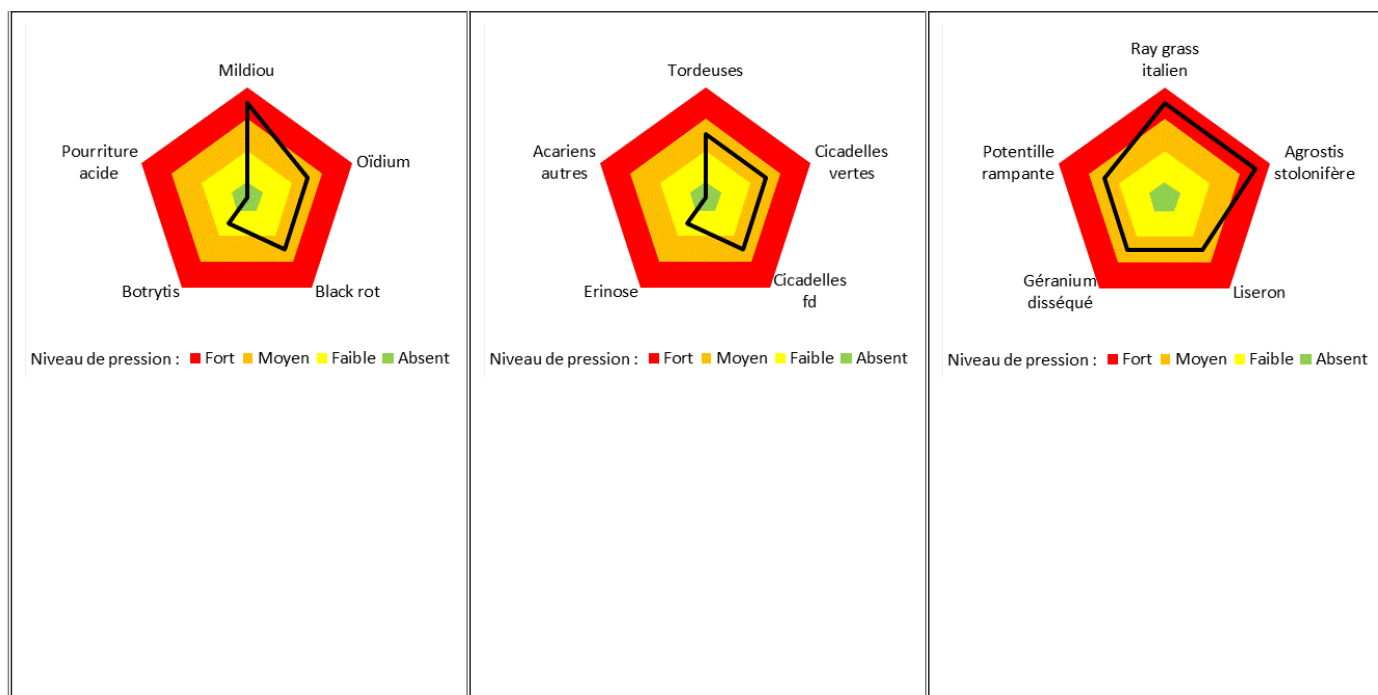 Mildiou
Pourriture
acide
Oïdium
Botrytis
Black rot
Niveau de pression : Fort Moyen Faible Absent
Tordeuses
Acariens
autres
Cicadelles
vertes
Erinose
Cicadelles
fd
Niveau de pression : Fort Moyen Faible Absent
Ray grass
italien
Potentille
rampante
Agrostis
stolonifère
Géranium
disséqué
Liseron
Niveau de pression : Fort Moyen Faible Absent